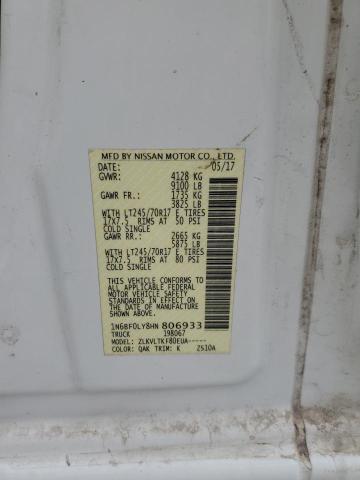 MFD BY NISSAN MOTOR CO., LTD.
DATE: 05/17
GVWR: 4128 KG
9100 LB
GAWR FR: 1735 KG
3825 LB
WITH LT245/70R17 E TIRES
17X7.5 RIMS AT 50 PSI
COLD SINGLE
GAWR RR: 2665 KG
5875 LB
WITH LT245/70R17 E TIRES
17X7.5 RIMS AT 80 PSI
COLD SINGLE
THIS VEHICLE CONFORMS TO
ALL APPLICABLE FEDERAL
MOTOR VEHICLE SAFETY
STANDARDS IN EFFECT ON
THE DATE OF MANUFACTURE
SHOWN ABOVE.
1N6BF0LY8HN 806933
TRUCK 198067
MODEL: ZLKVLTKF80EUA-----
COLOR: QAK TRIM: K 2S10A